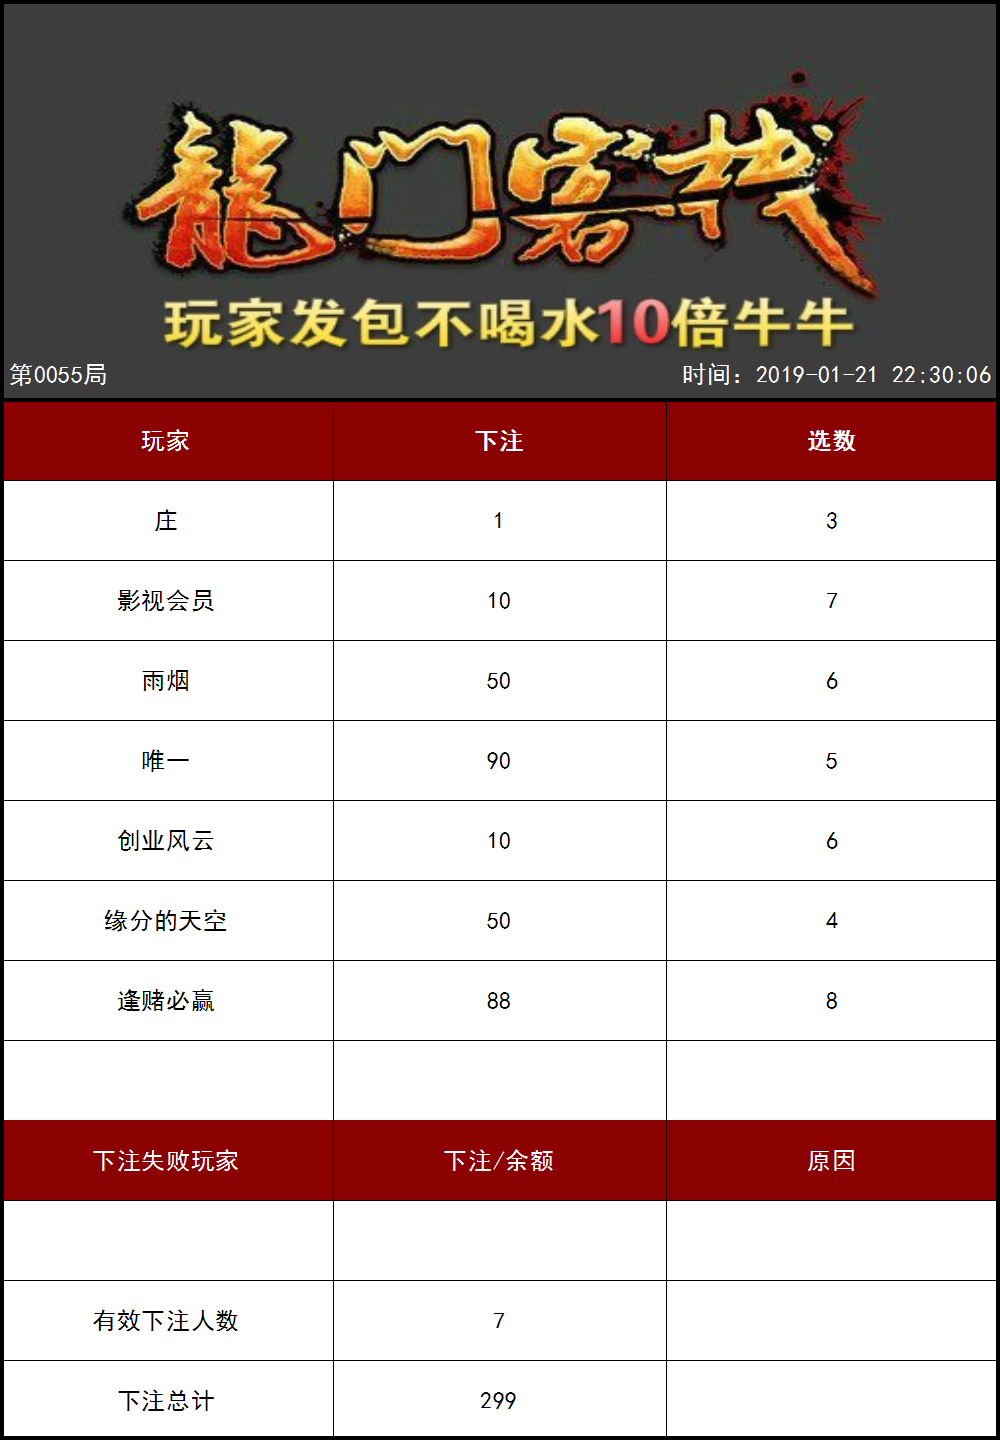 龍门客栈
玩家发包不喝水10倍牛牛
第0055局 时间：2019-01-21 22:30:06
玩家 下注 选数
庄 1 3
影视会员 10 7
雨烟 50 6
唯一 90 5
创业风云 10 6
缘分的天空 50 4
逢赌必赢 88 8
下注失败玩家 下注/余额 原因
有效下注人数 7
下注总计 299